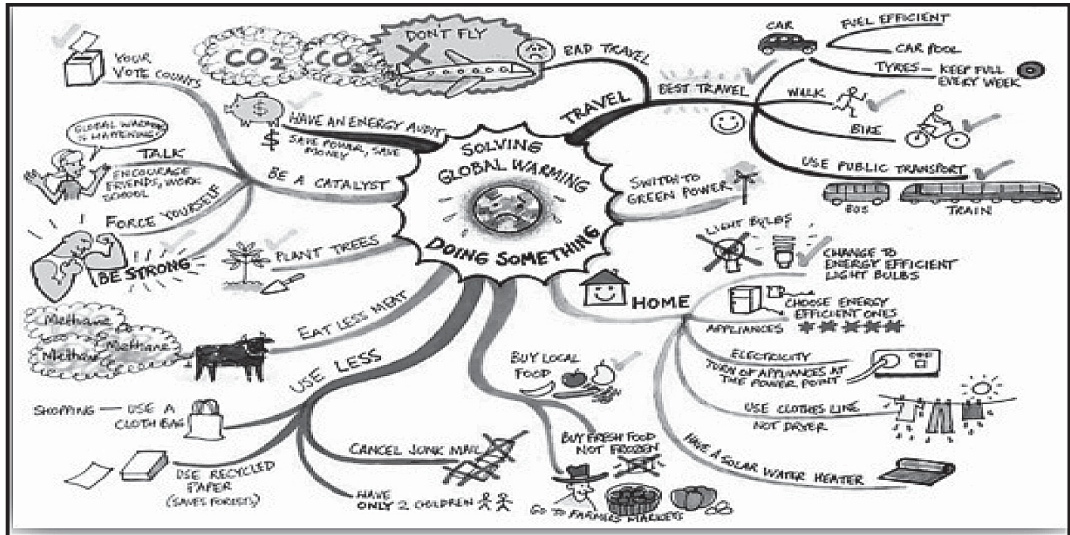 SOLVING
GLOBAL WARMING
DOING SOMETHING
TRAVEL
BAD TRAVEL
DON'T FLY
CO2
CO2
BEST TRAVEL
CAR
FUEL EFFICIENT
CAR POOL
TYRES – KEEP FULL
EVERY WEEK
WALK
BIKE
USE PUBLIC TRANSPORT
BUS
TRAIN
SWITCH TO
GREEN POWER
HOME
LIGHT BULBS
CHANGE TO
ENERGY EFFICIENT
LIGHT BULBS
APPLIANCES
CHOOSE ENERGY
EFFICIENT ONES
ELECTRICITY
TURN OF APPLIANCES AT
THE POWER POINT
USE CLOTHES LINE
NOT DRYER
HAVE A SOLAR WATER HEATER
BUY LOCAL
FOOD
BUY FRESH FOOD
NOT FROZEN
GO TO FARMERS MARKETS
USE LESS
CANCEL JUNK MAIL
HAVE
ONLY 2 CHILDREN
USE RECYCLED
PAPER
(SAVES FORESTS)
SHOPPING — USE A
CLOTH BAG
EAT LESS MEAT
Methane
Methane
Methane
PLANT TREES
BE A CATALYST
YOUR
VOTE COUNTS
TALK
ENCOURAGE
FRIENDS, WORK
SCHOOL
GLOBAL WARMING
IS HAPPENING!
FORCE YOURSELF
BE STRONG
HAVE AN ENERGY AUDIT
$ SAVE POWER, SAVE
MONEY
$